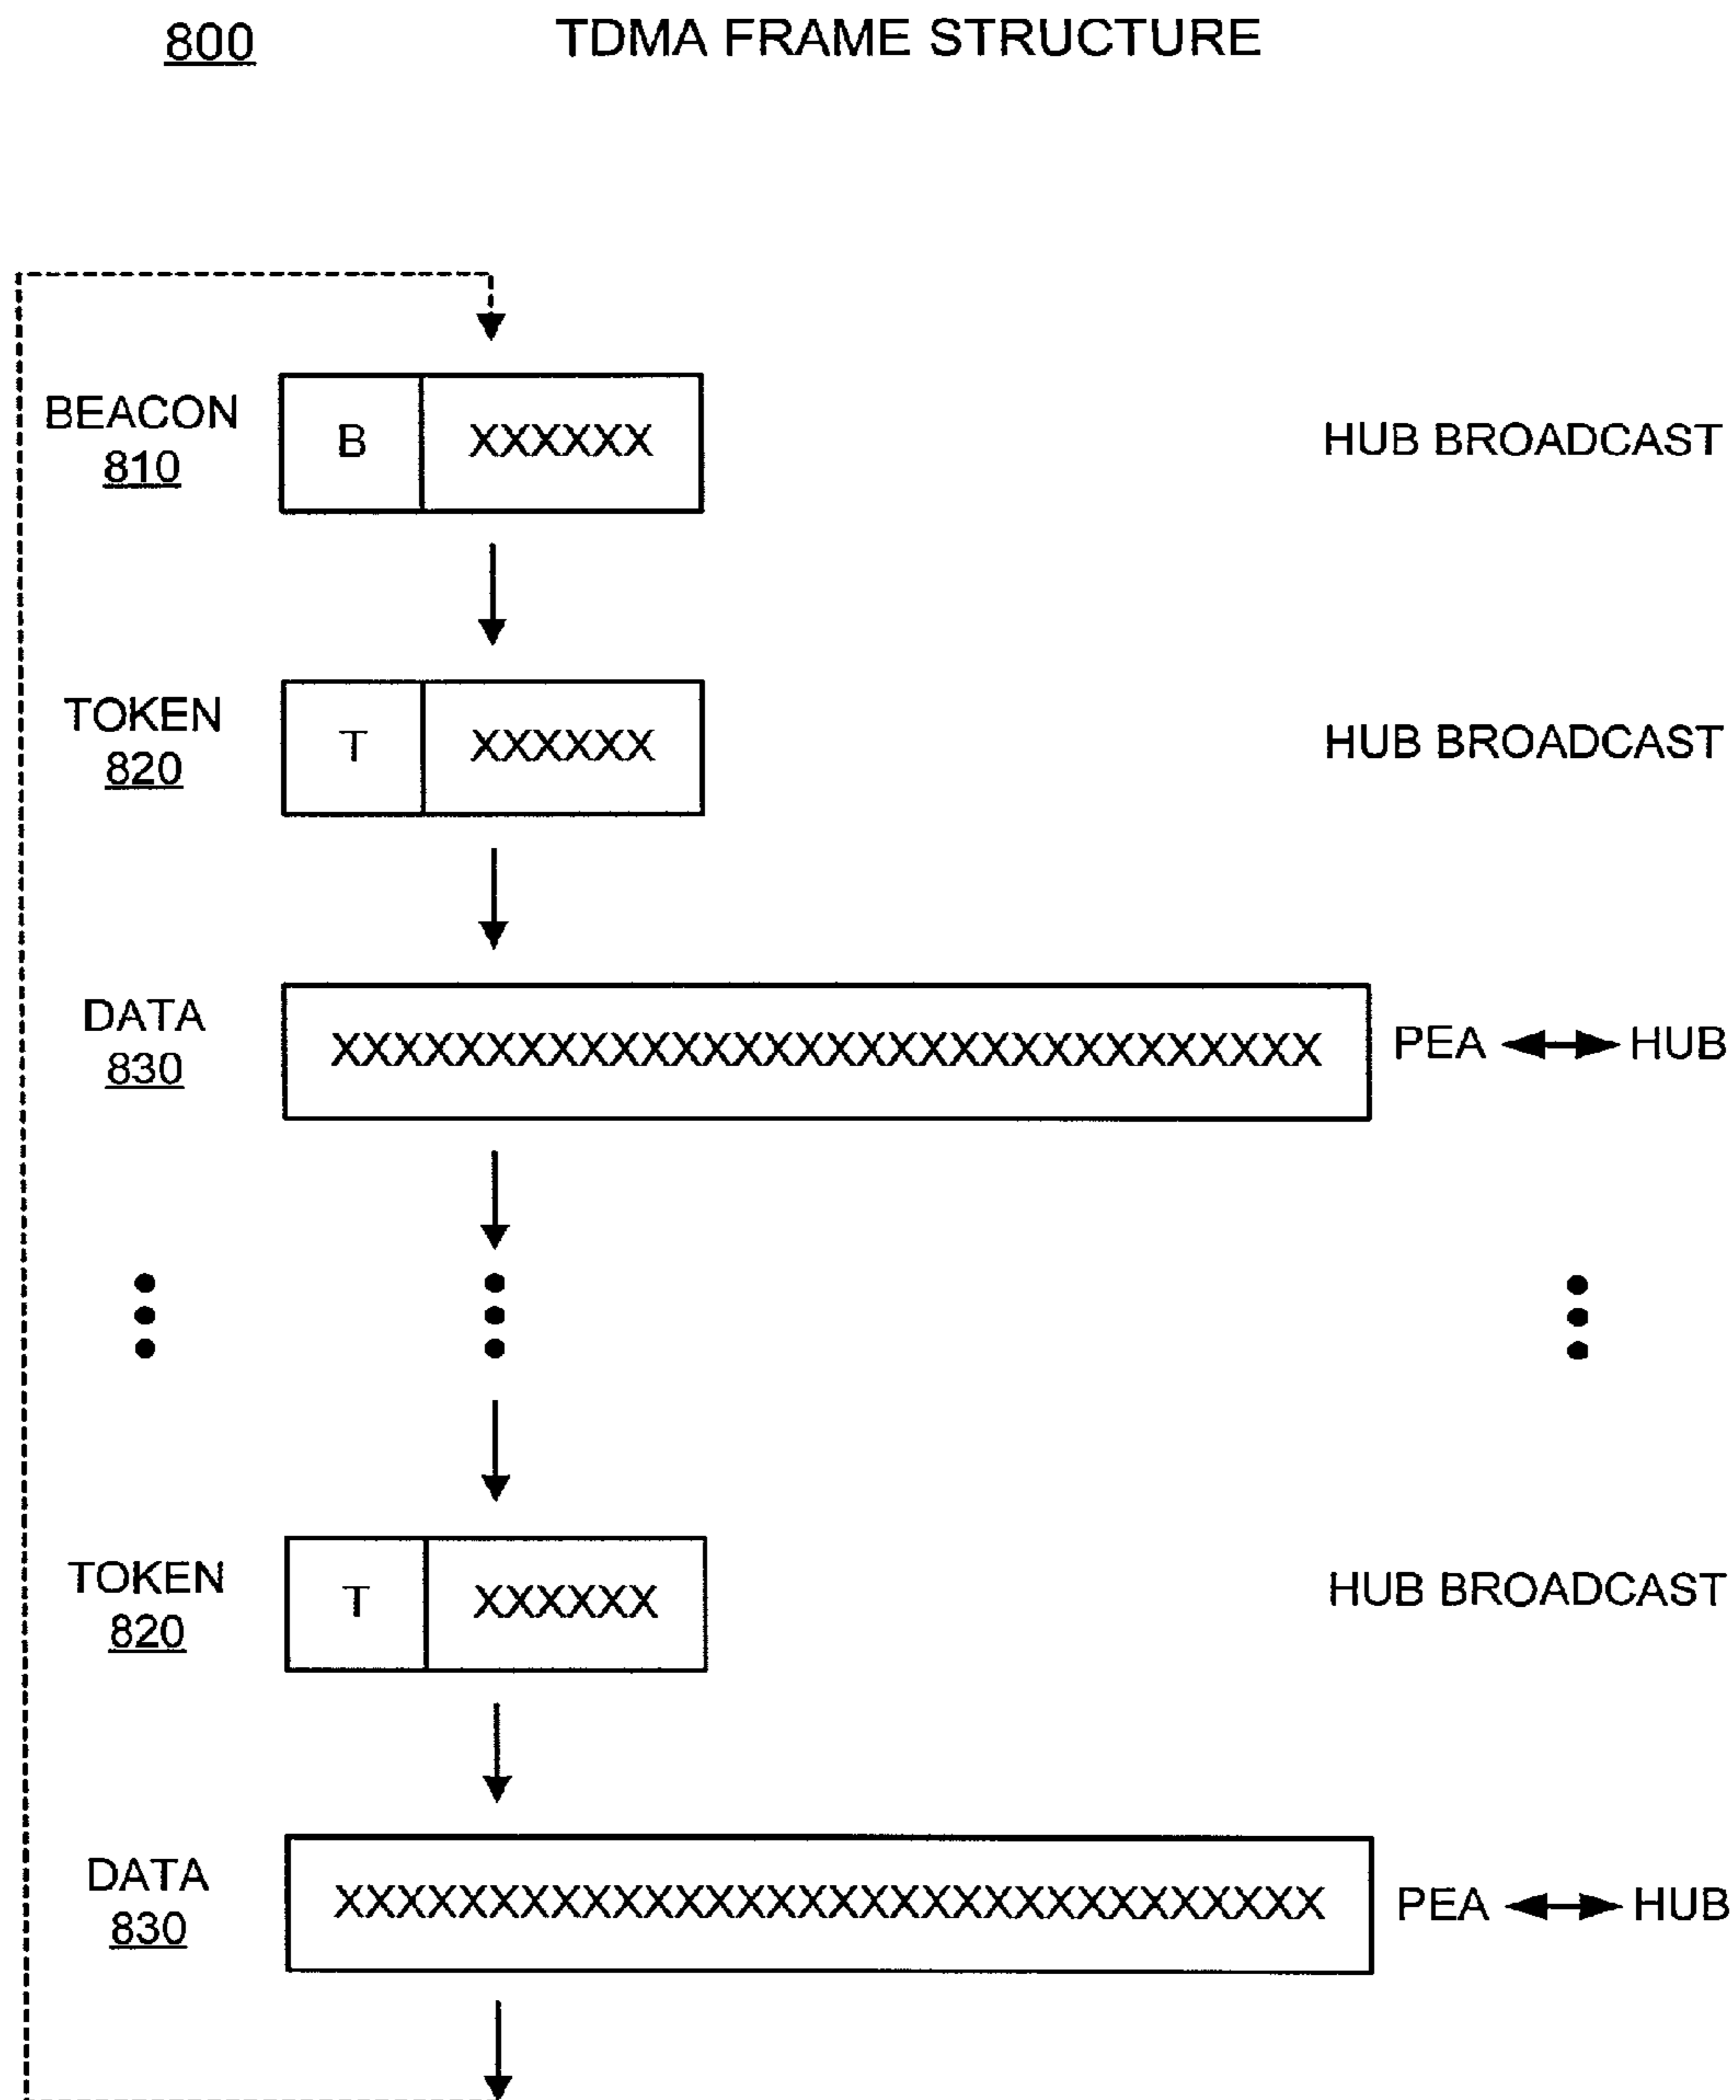 800 TDMA FRAME STRUCTURE
BEACON
810
B XXXXXX
HUB BROADCAST
TOKEN
820
T XXXXXX
HUB BROADCAST
DATA
830
XXXXXXXXXXXXXXXXXXXXXXXXXXXXXXXX
PEA HUB
TOKEN
820
T XXXXXX
HUB BROADCAST
DATA
830
XXXXXXXXXXXXXXXXXXXXXXXXXXXXXXXX
PEA HUB